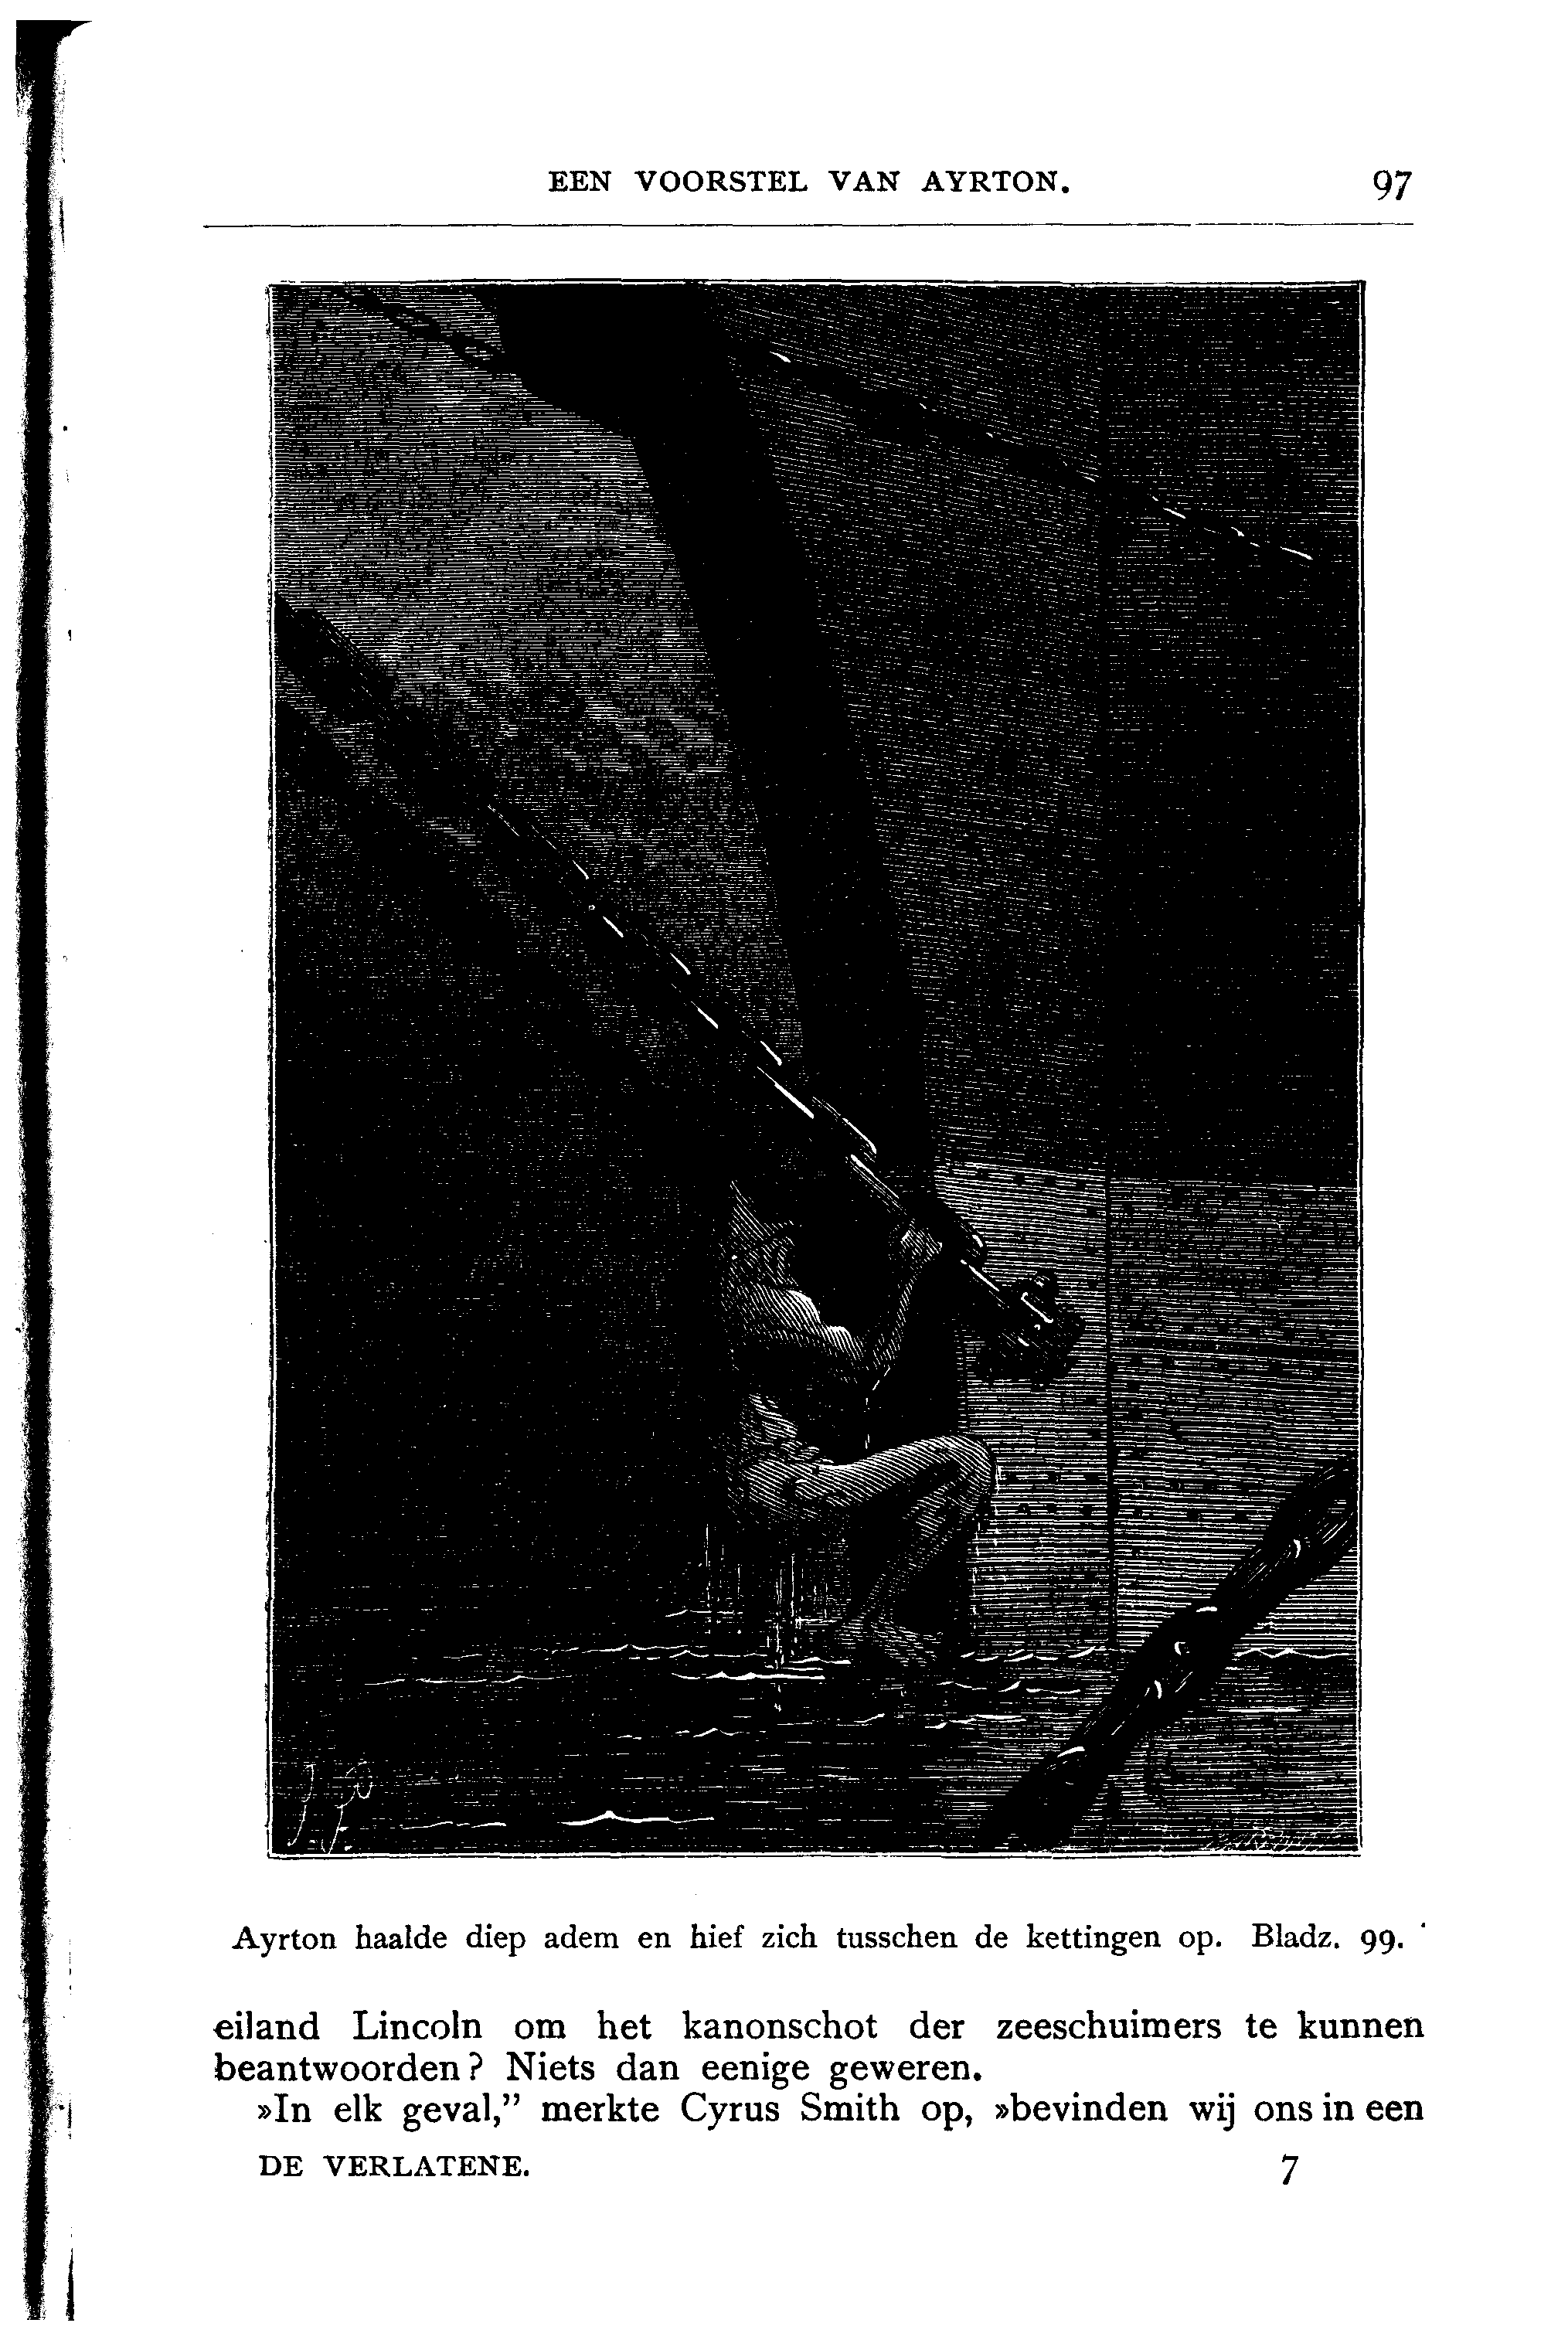 EEN VOORSTEL VAN AYRTON. 97
Ayrton haalde diep adem en hief zich tusschen de kettingen op. Bladz. 99.
eiland Lincoln om het kanonschot der zeeschuimers te kunnen
beantwoorden? Niets dan eenige geweren.
»In elk geval,” merkte Cyrus Smith op, »bevinden wij ons in een
DE VERLATENE. 7